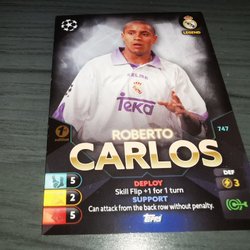 LEGEND
Teka
ROBERTO
CARLOS
747
DEF
3
5
2
5
DEPLOY
Skill Flip +1 for 1 turn
SUPPORT
Can attack from the back row without penalty.
Topps